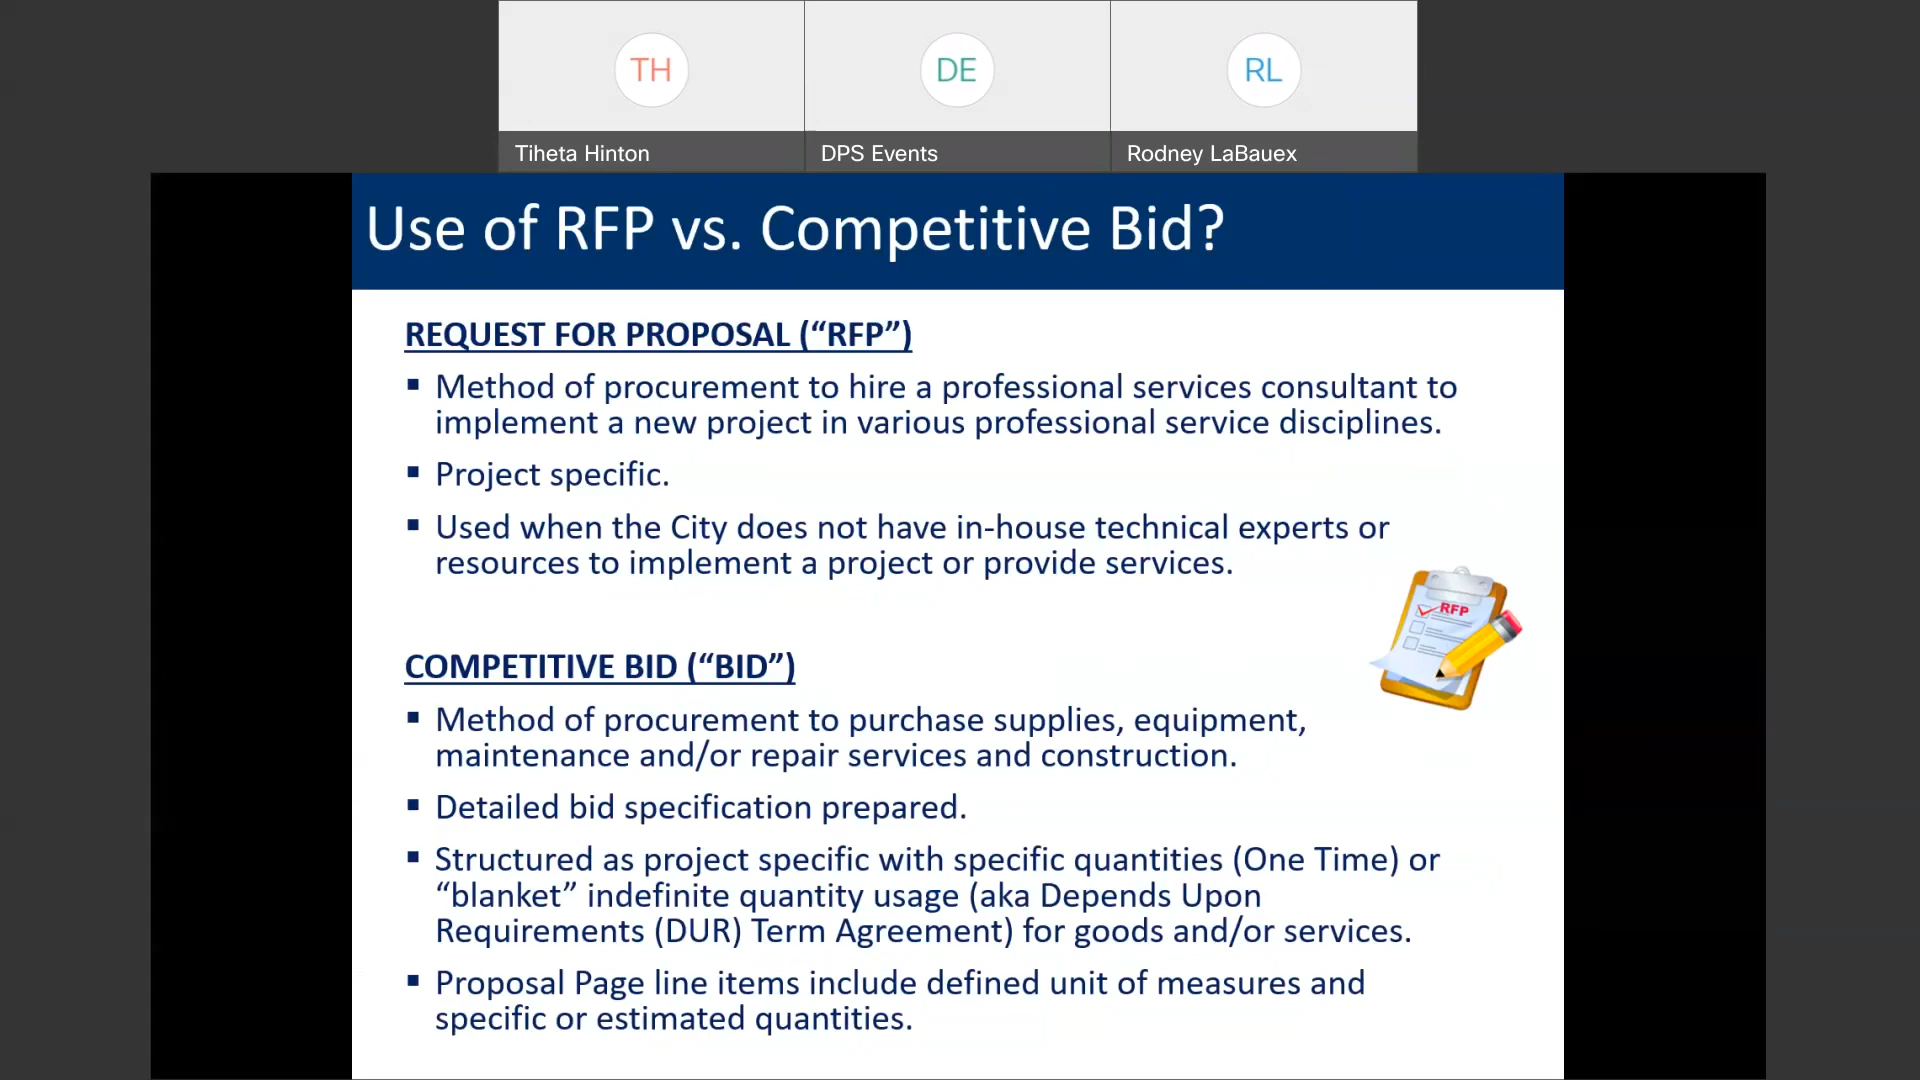 TH
DE
RL
Tiheta Hinton
DPS Events
Rodney LaBauex
Use of RFP vs. Competitive Bid?
REQUEST FOR PROPOSAL (“RFP”)
▪ Method of procurement to hire a professional services consultant to
implement a new project in various professional service disciplines.
▪ Project specific.
▪ Used when the City does not have in-house technical experts or
resources to implement a project or provide services.
RFP
COMPETITIVE BID (“BID”)
▪ Method of procurement to purchase supplies, equipment,
maintenance and/or repair services and construction.
▪ Detailed bid specification prepared.
▪ Structured as project specific with specific quantities (One Time) or
“blanket” indefinite quantity usage (aka Depends Upon
Requirements (DUR) Term Agreement) for goods and/or services.
▪ Proposal Page line items include defined unit of measures and
specific or estimated quantities.